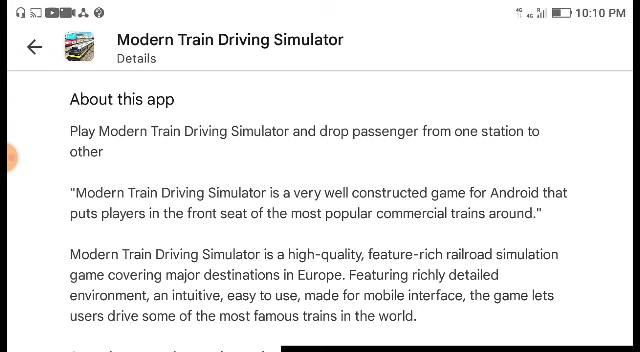 10:10 PM
Modern Train Driving Simulator
Details
About this app
Play Modern Train Driving Simulator and drop passenger from one station to
other
"Modern Train Driving Simulator is a very well constructed game for Android that
puts players in the front seat of the most popular commercial trains around."
Modern Train Driving Simulator is a high-quality, feature-rich railroad simulation
game covering major destinations in Europe. Featuring richly detailed
environment, an intuitive, easy to use, made for mobile interface, the game lets
users drive some of the most famous trains in the world.